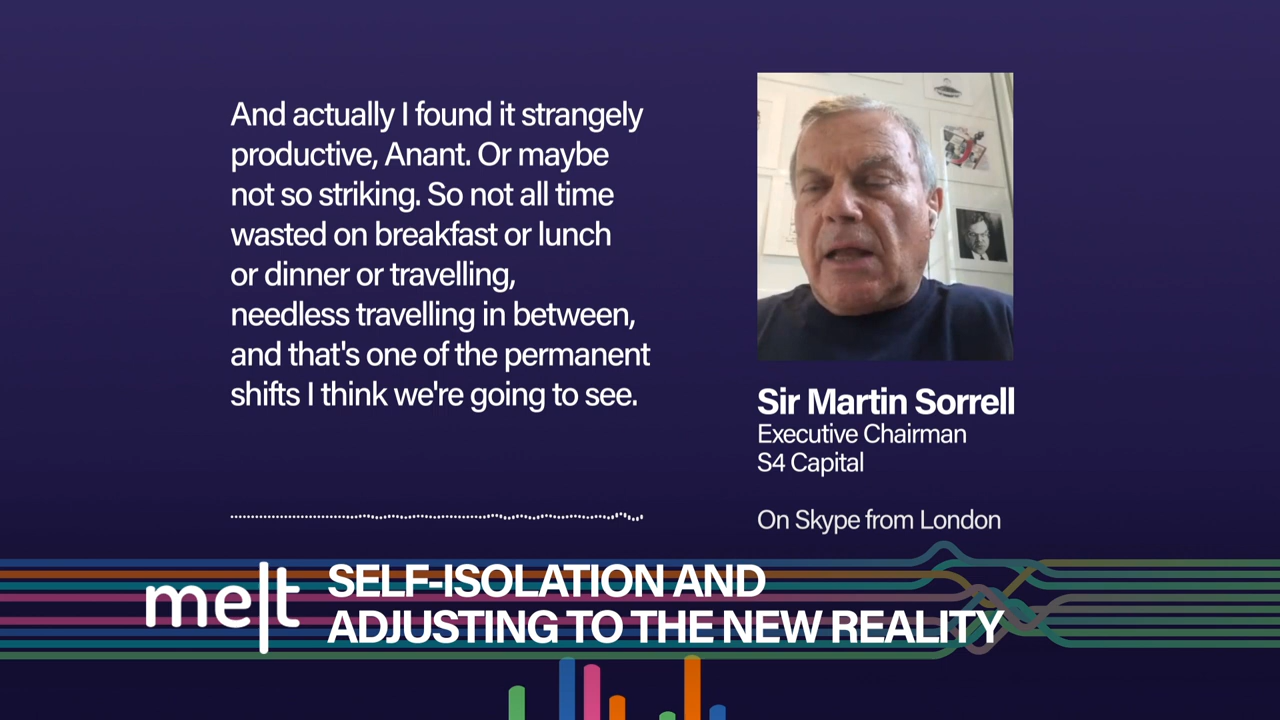 And actually I found it strangely
productive, Anant. Or maybe
not so striking. So not all time
wasted on breakfast or lunch
or dinner or travelling,
needless travelling in between,
and that's one of the permanent
shifts I think we're going to see.
Sir Martin Sorrell
Executive Chairman
S4 Capital
On Skype from London
melt
SELF-ISOLATION AND
ADJUSTING TO THE NEW REALITY